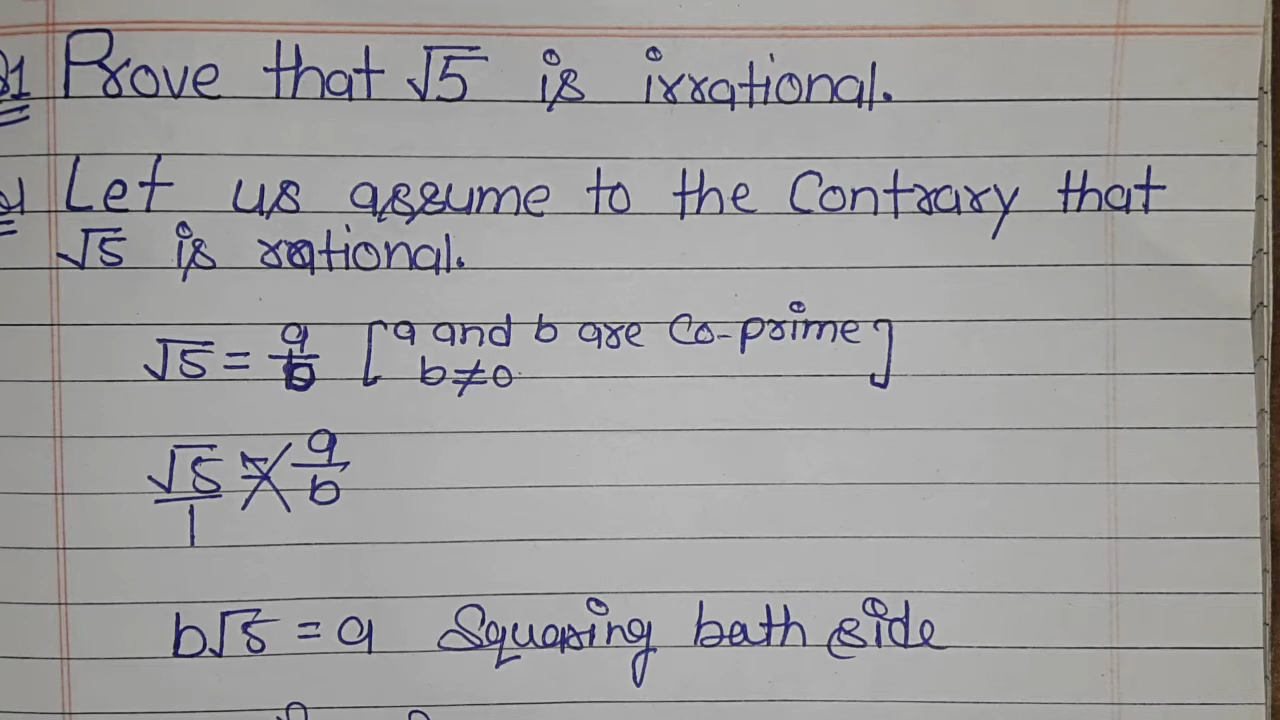 Q1 Prove that √5 is irrational.
Let us assume to the Contrary that
√5 is rational.
√5 = a/b [a and b are Co-prime
b≠0]
√5/1 = a/b
b√5 = a Squaring bath side